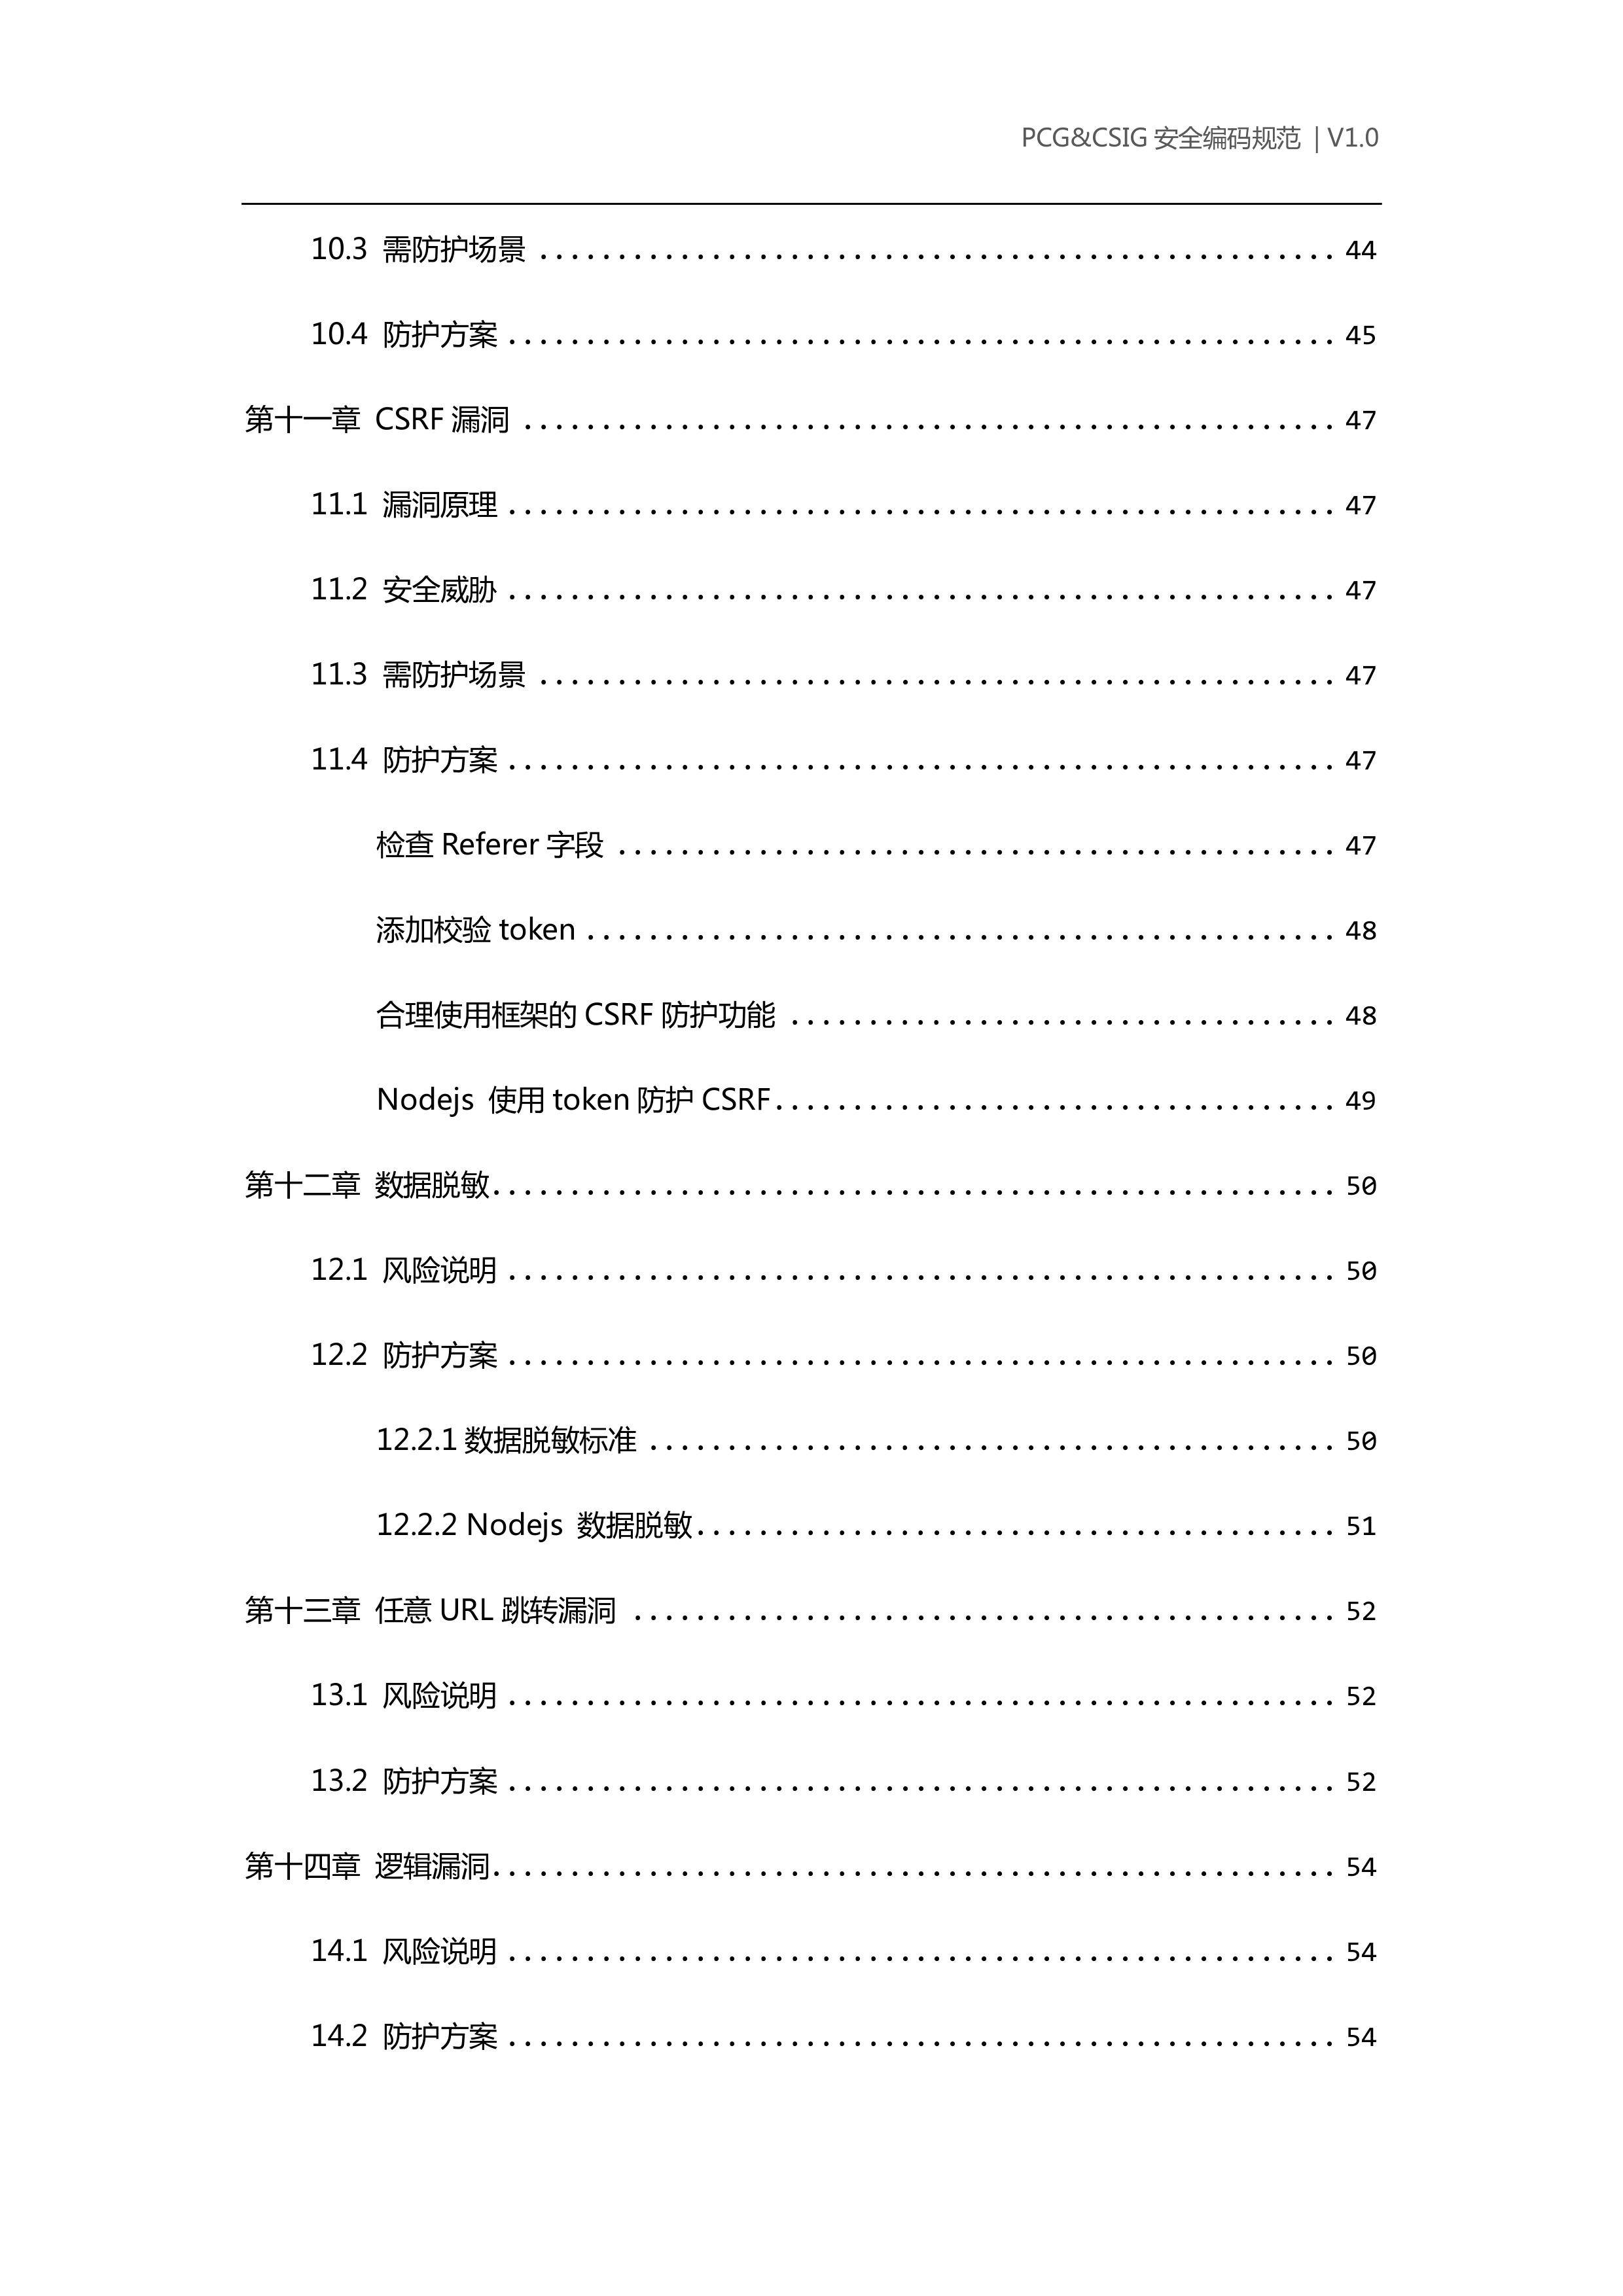 PCG&CSIG 安全编码规范 | V1.0
10.3 需防护场景 .................................................. 44
10.4 防护方案 .................................................... 45
第十一章 CSRF 漏洞 .................................................... 47
11.1 漏洞原理 .................................................... 47
11.2 安全威胁 .................................................... 47
11.3 需防护场景 .................................................. 47
11.4 防护方案 .................................................... 47
检查 Referer 字段 .............................................. 47
添加校验 token ................................................ 48
合理使用框架的 CSRF 防护功能 ................................... 48
Nodejs 使用 token 防护 CSRF.................................... 49
第十二章 数据脱敏...................................................... 50
12.1 风险说明 .................................................... 50
12.2 防护方案 .................................................... 50
12.2.1 数据脱敏标准 ............................................ 50
12.2.2 Nodejs 数据脱敏......................................... 51
第十三章 任意 URL 跳转漏洞 ............................................. 52
13.1 风险说明 .................................................... 52
13.2 防护方案 .................................................... 52
第十四章 逻辑漏洞...................................................... 54
14.1 风险说明 .................................................... 54
14.2 防护方案 .................................................... 54